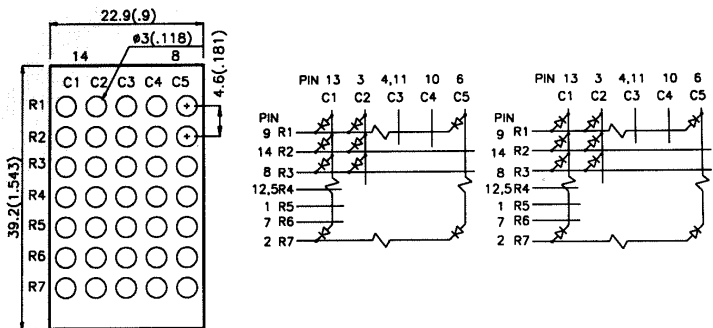 22.9(.9)
ø3(.118)
14 8
C1 C2 C3 C4 C5
4.6(.181)
39.2(1.543)
R1
R2
R3
R4
R5
R6
R7
PIN 13 3 4,11 10 6
C1 C2 C3 C4 C5
PIN
9 R1
14 R2
8 R3
12,5 R4
1 R5
7 R6
2 R7
PIN 13 3 4,11 10 6
C1 C2 C3 C4 C5
PIN
9 R1
14 R2
8 R3
12,5 R4
1 R5
7 R6
2 R7